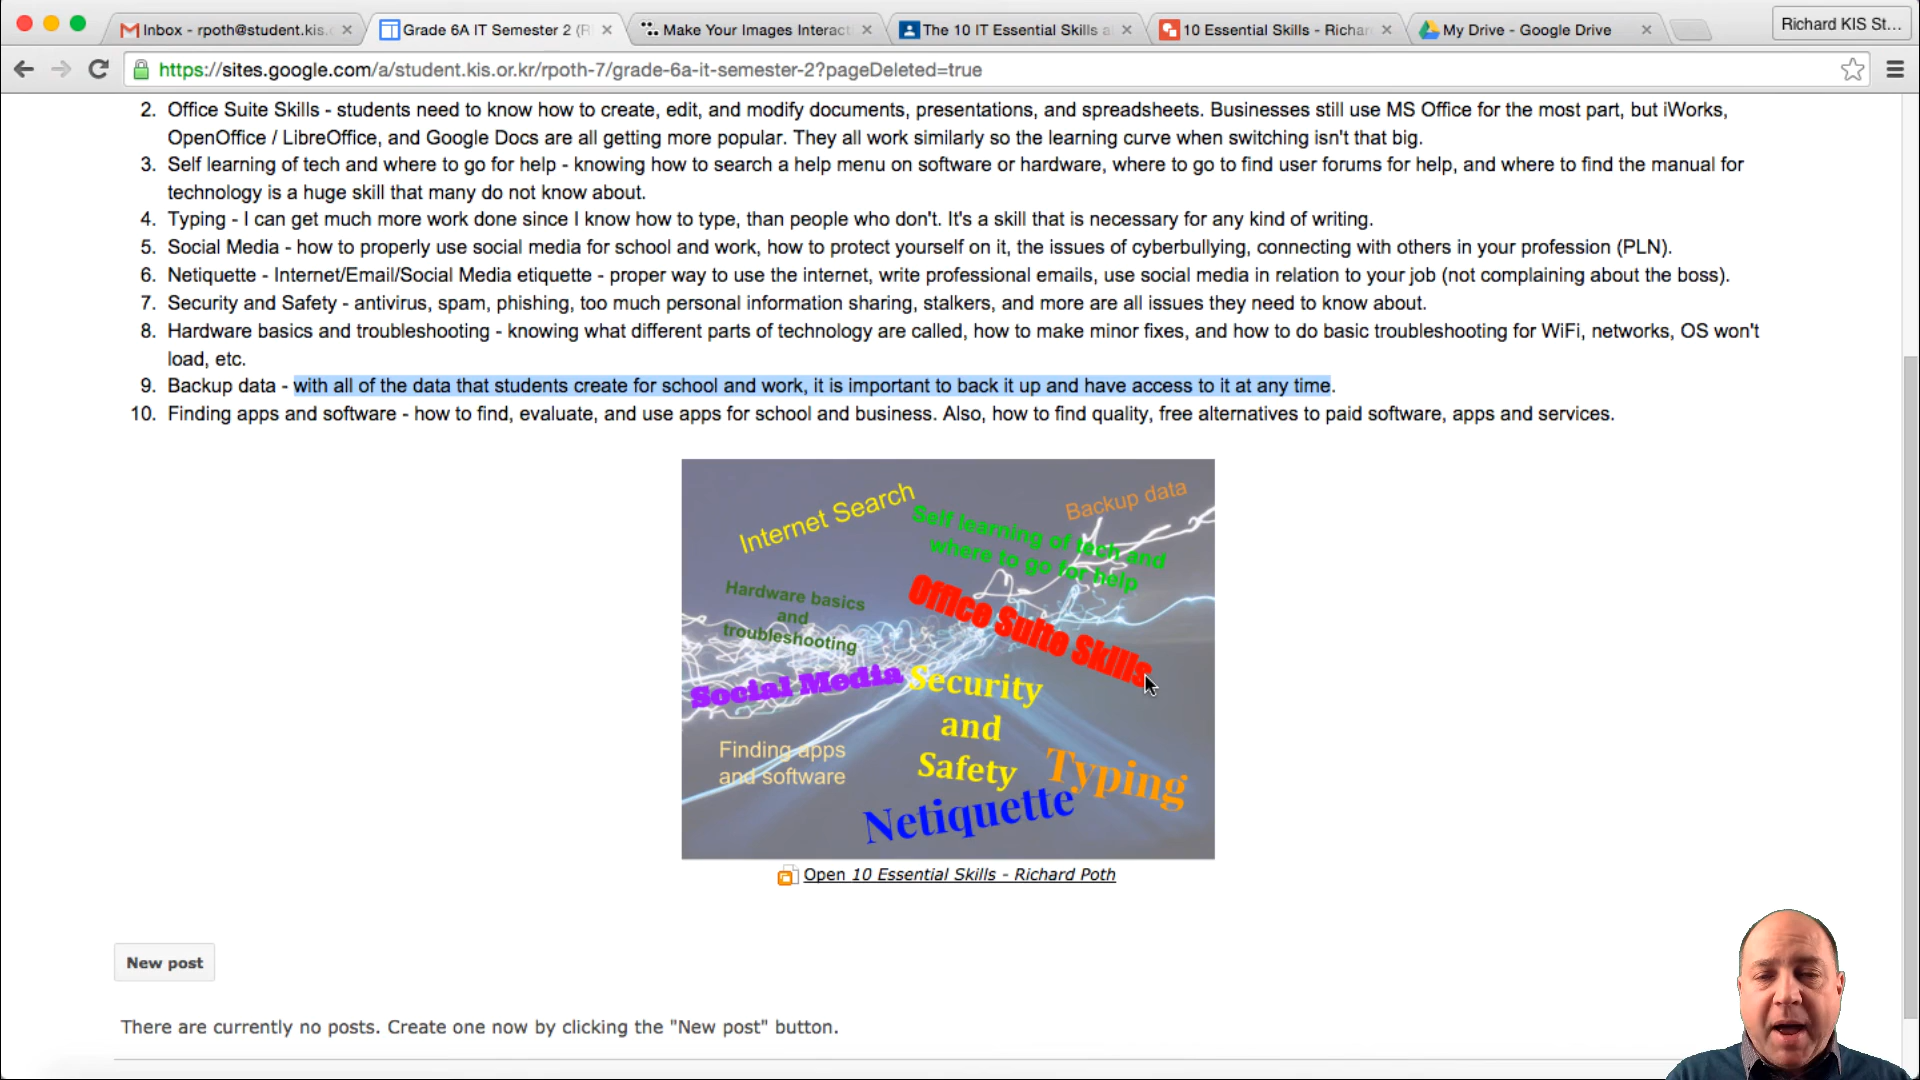 Inbox - rpoth@student.kis.
Grade 6A IT Semester 2 (R
Make Your Images Interact
The 10 IT Essential Skills a
10 Essential Skills - Richar
My Drive - Google Drive
Richard KIS St...
https://sites.google.com/a/student.kis.or.kr/rpoth-7/grade-6a-it-semester-2?pageDeleted=true
2. Office Suite Skills - students need to know how to create, edit, and modify documents, presentations, and spreadsheets. Businesses still use MS Office for the most part, but iWorks,
OpenOffice / LibreOffice, and Google Docs are all getting more popular. They all work similarly so the learning curve when switching isn't that big.
3. Self learning of tech and where to go for help - knowing how to search a help menu on software or hardware, where to go to find user forums for help, and where to find the manual for
technology is a huge skill that many do not know about.
4. Typing - I can get much more work done since I know how to type, than people who don't. It's a skill that is necessary for any kind of writing.
5. Social Media - how to properly use social media for school and work, how to protect yourself on it, the issues of cyberbullying, connecting with others in your profession (PLN).
6. Netiquette - Internet/Email/Social Media etiquette - proper way to use the internet, write professional emails, use social media in relation to your job (not complaining about the boss).
7. Security and Safety - antivirus, spam, phishing, too much personal information sharing, stalkers, and more are all issues they need to know about.
8. Hardware basics and troubleshooting - knowing what different parts of technology are called, how to make minor fixes, and how to do basic troubleshooting for WiFi, networks, OS won't
load, etc.
9. Backup data - with all of the data that students create for school and work, it is important to back it up and have access to it at any time.
10. Finding apps and software - how to find, evaluate, and use apps for school and business. Also, how to find quality, free alternatives to paid software, apps and services.
Internet Search
Backup data
Self learning of tech and
where to go for help
Hardware basics
and
troubleshooting
Office Suite Skills
Social Media
Security
and
Safety
Finding apps
and software
Typing
Netiquette
Open 10 Essential Skills - Richard Poth
New post
There are currently no posts. Create one now by clicking the "New post" button.